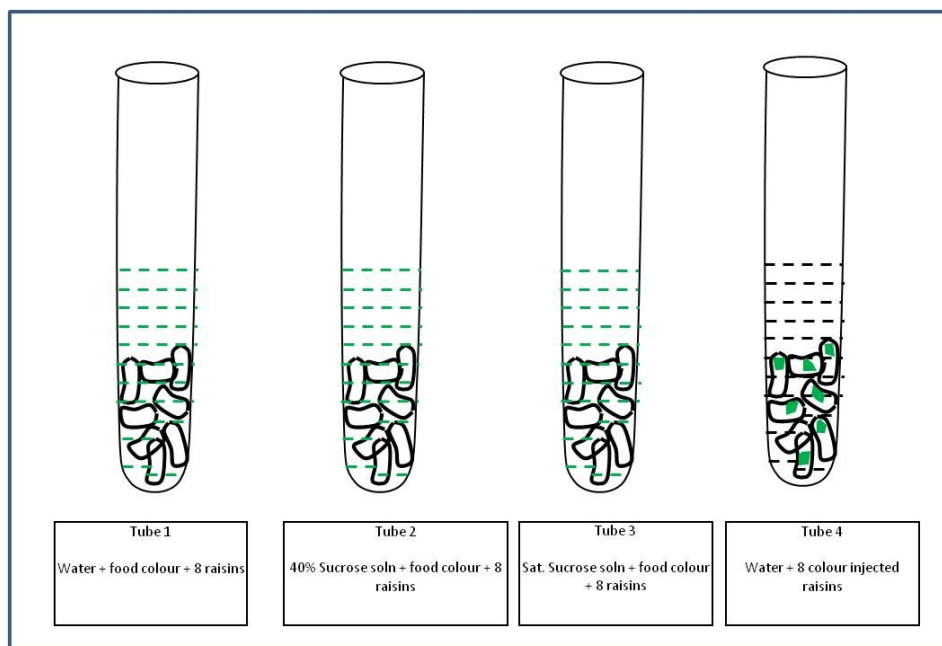 Tube 1
Water + food colour + 8 raisins
Tube 2
40% Sucrose soln + food colour + 8
raisins
Tube 3
Sat. Sucrose soln + food colour
+ 8 raisins
Tube 4
Water + 8 colour injected
raisins